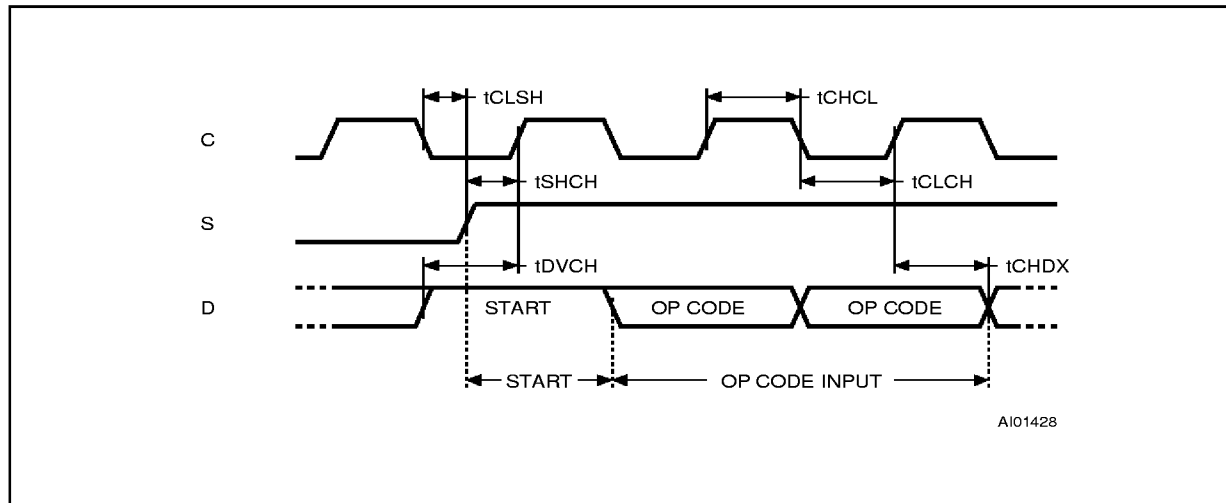 tCLSH
tCHCL
C
tSHCH
tCLCH
S
tDVCH
tCHDX
D
START
OP CODE
OP CODE
START
OP CODE INPUT
AI01428